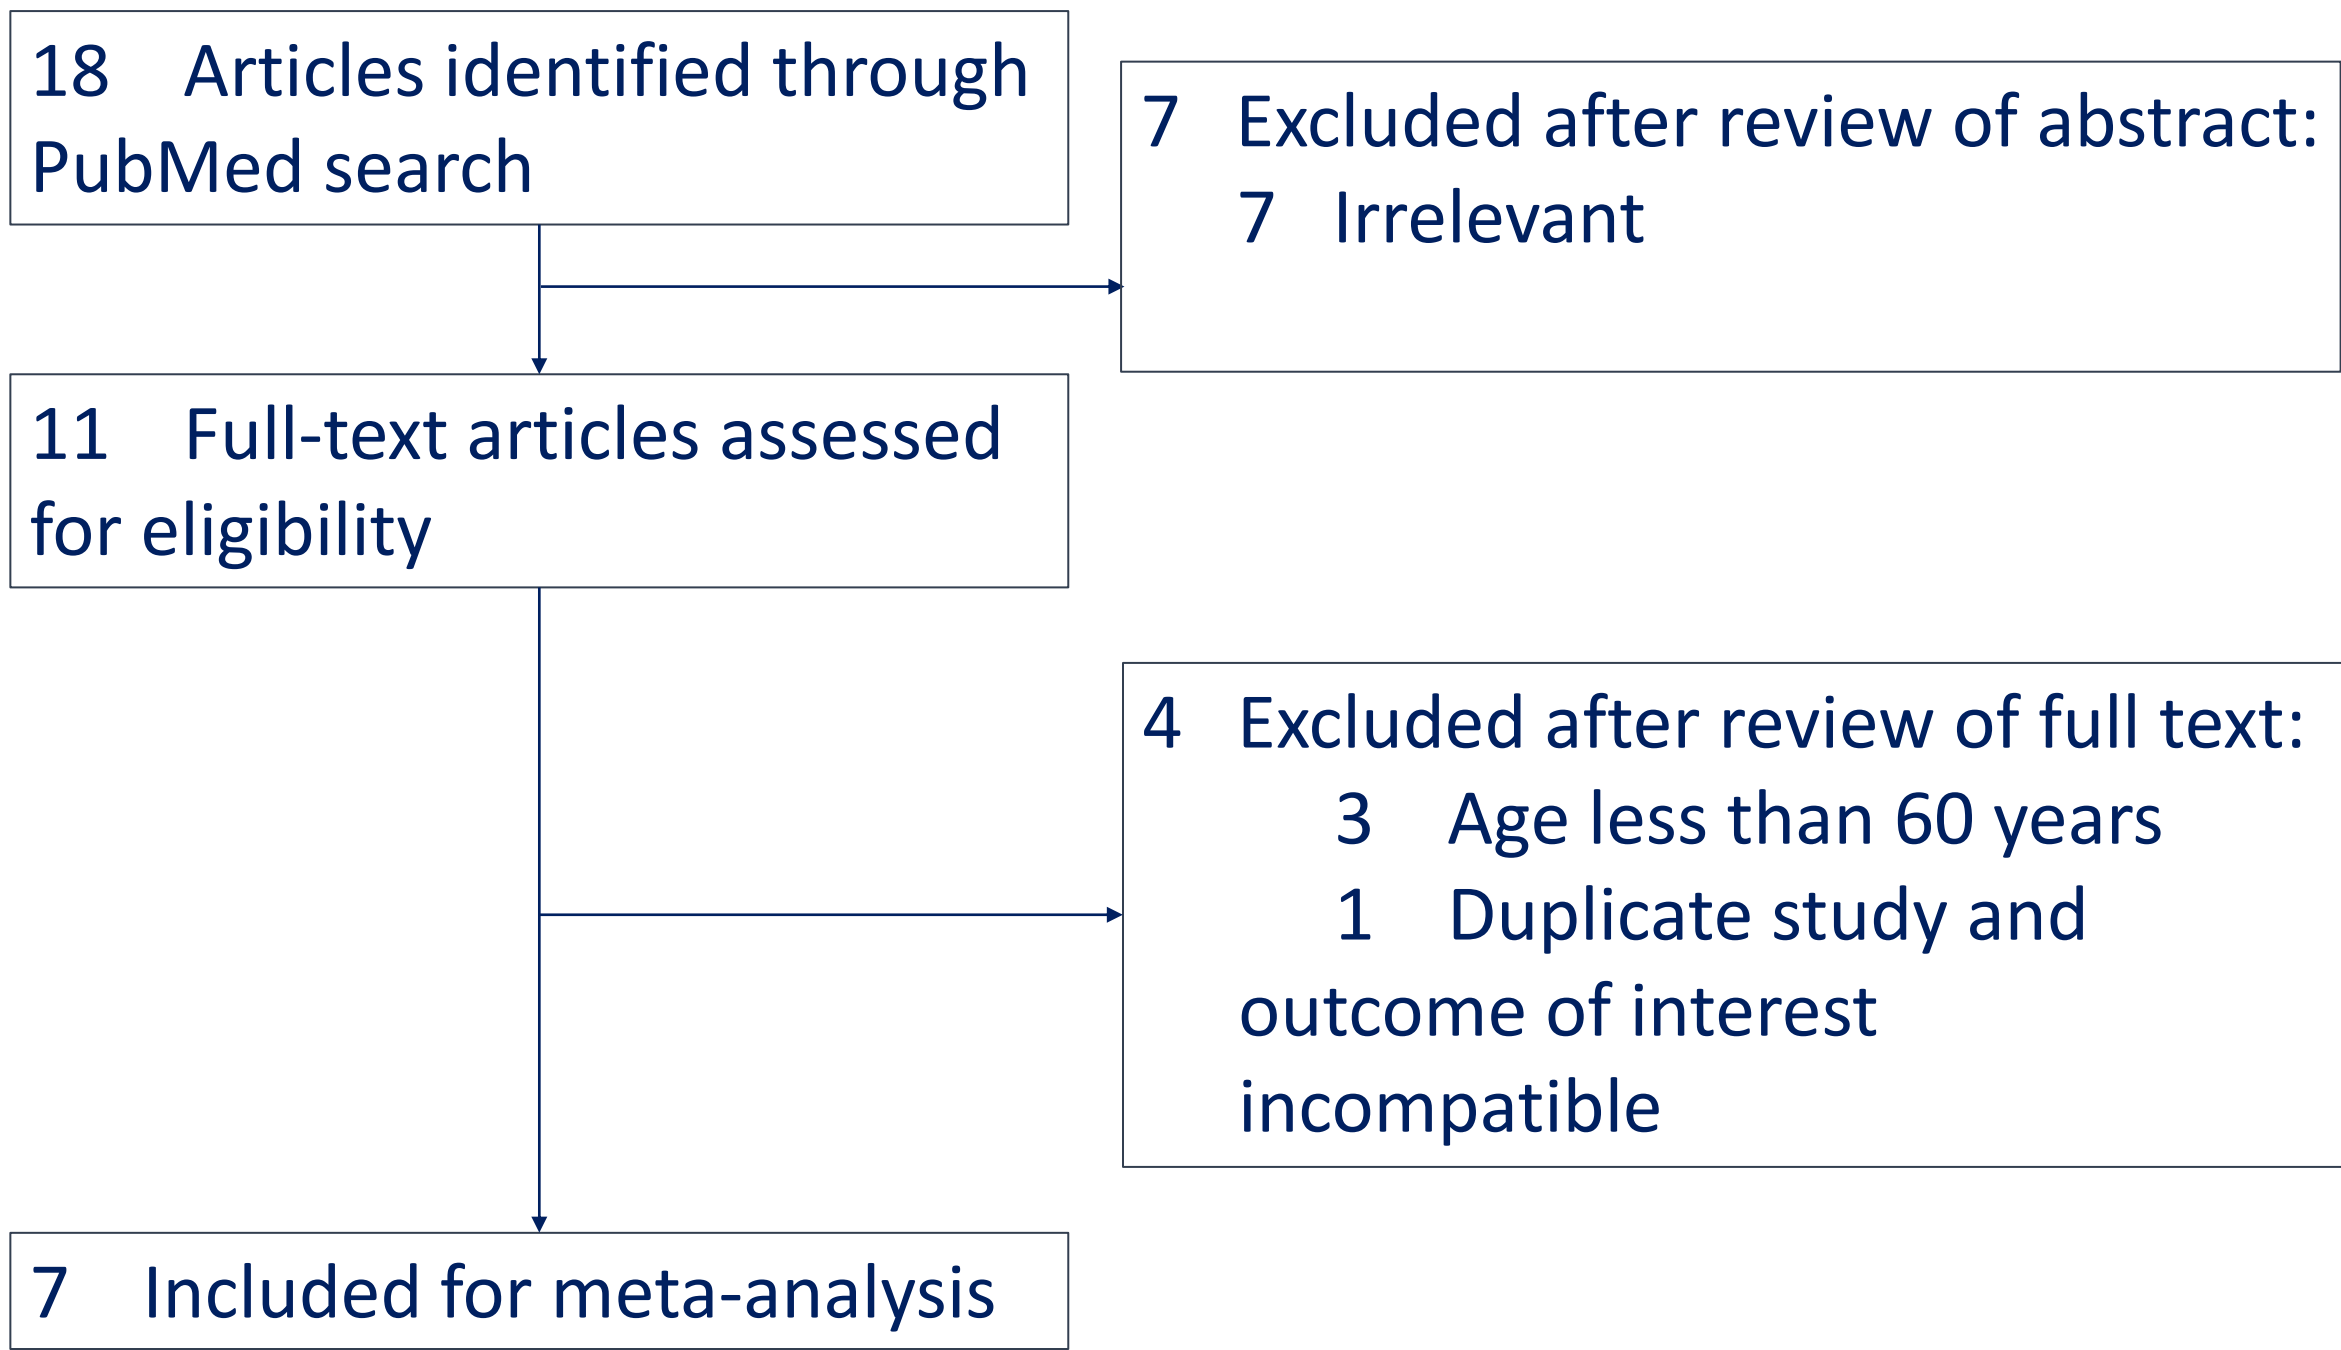 18 Articles identified through
PubMed search
7 Excluded after review of abstract:
7 Irrelevant
11 Full-text articles assessed
for eligibility
4 Excluded after review of full text:
3 Age less than 60 years
1 Duplicate study and
outcome of interest
incompatible
7 Included for meta-analysis